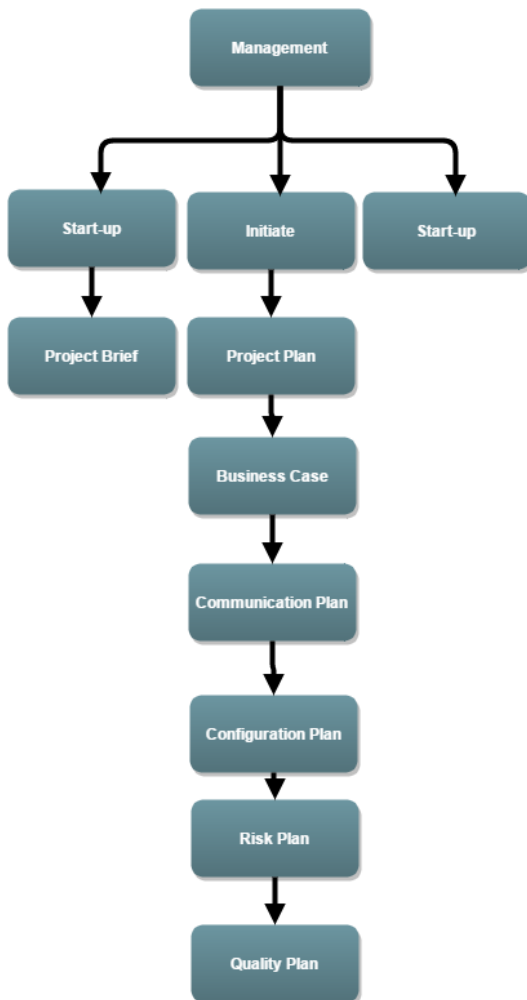 Management
Start-up
Initiate
Start-up
Project Brief
Project Plan
Business Case
Communication Plan
Configuration Plan
Risk Plan
Quality Plan